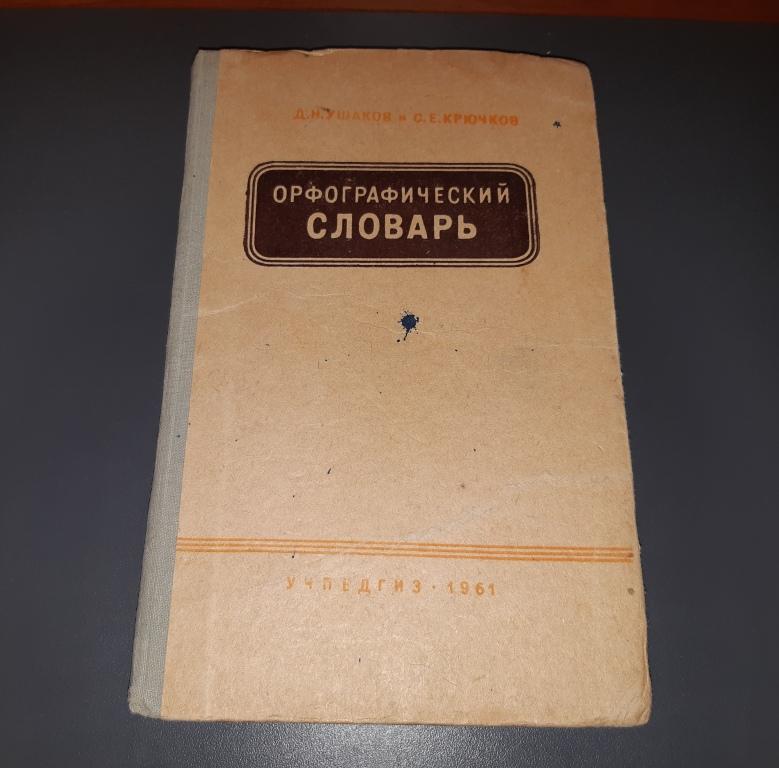 Д.Н.УШАКОВ и С.Е.КРЮЧКОВ
ОРФОГРАФИЧЕСКИЙ
СЛОВАРЬ
УЧПЕДГИЗ · 1961